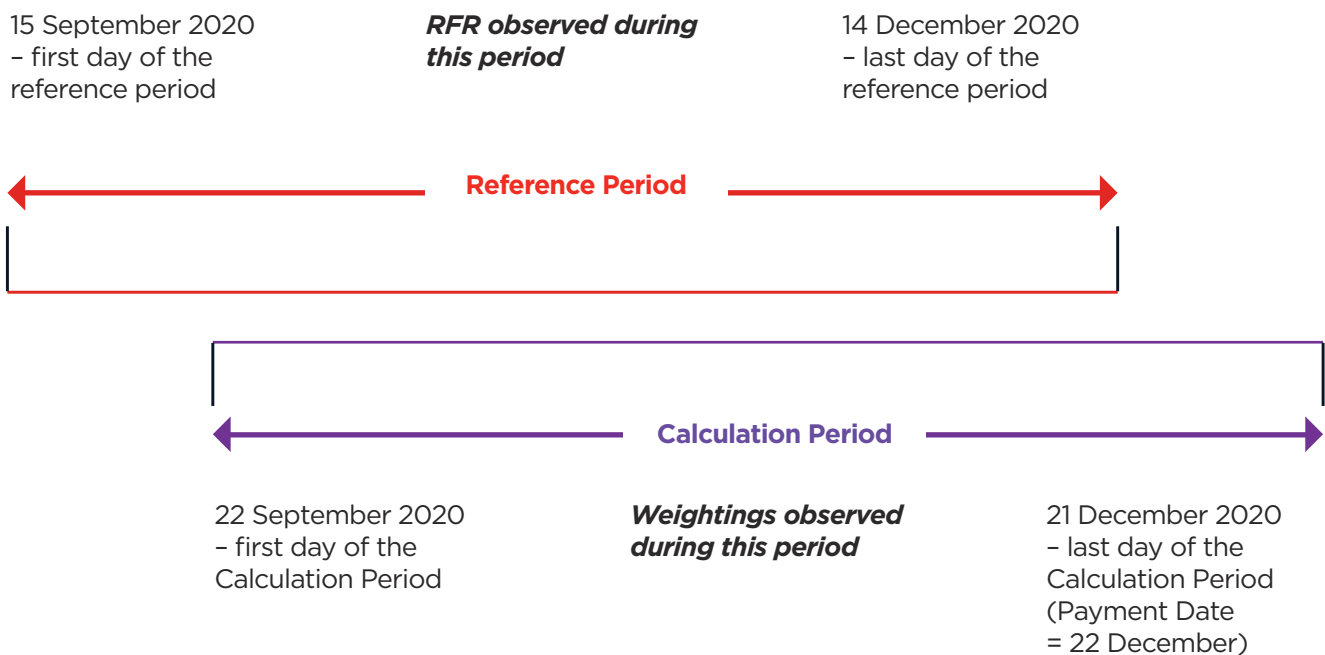 15 September 2020
– first day of the
reference period
RFR observed during
this period
14 December 2020
– last day of the
reference period
Reference Period
Calculation Period
22 September 2020
– first day of the
Calculation Period
Weightings observed
during this period
21 December 2020
– last day of the
Calculation Period
(Payment Date
= 22 December)